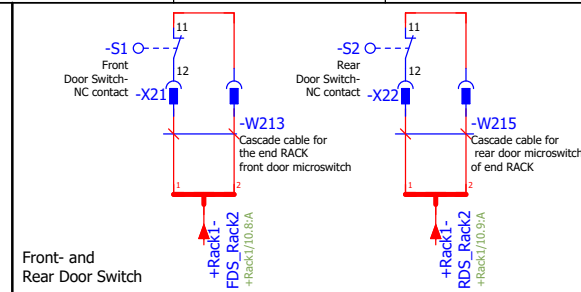 11
-S1
Front
Door Switch-
NC contact
12
-X21
-W213
Cascade cable for
the end RACK
front door microswitch
1
2
+Rack1-
FDS_Rack2
+Rack1/10.8:A
11
-S2
Rear
Door Switch-
NC contact
12
-X22
-W215
Cascade cable for
rear door microswitch
of end RACK
1
2
+Rack1-
RDS_Rack2
+Rack1/10.9:A
Front- and
Rear Door Switch